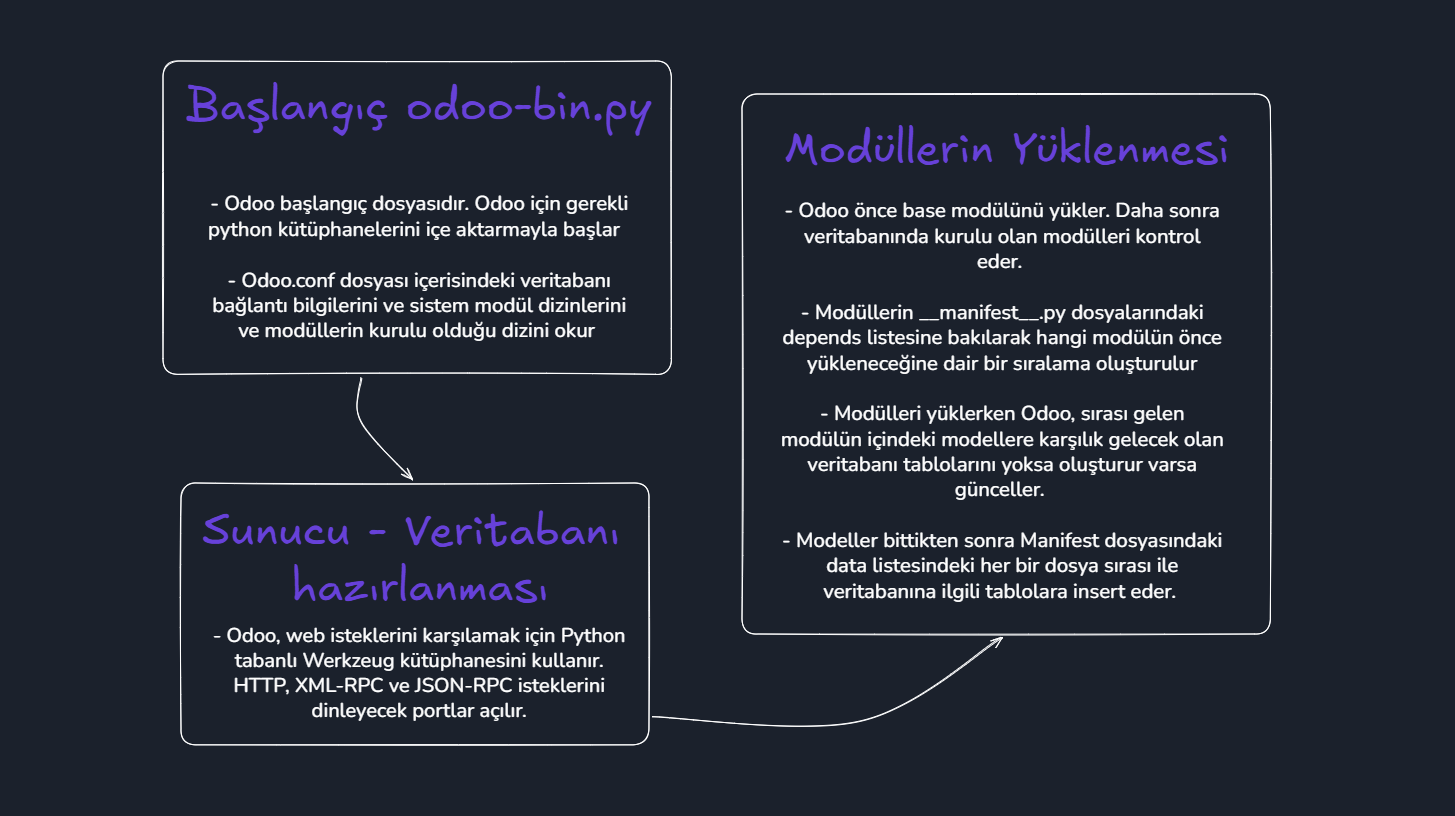 Başlangıç odoo-bin.py
- Odoo başlangıç dosyasıdır. Odoo için gerekli
python kütüphanelerini içe aktarmayla başlar
- Odoo.conf dosyası içerisindeki veritabanı
bağlantı bilgilerini ve sistem modül dizinlerini
ve modüllerin kurulu olduğu dizini okur
Sunucu - Veritabanı
hazırlanması
- Odoo, web isteklerini karşılamak için Python
tabanlı Werkzeug kütüphanesini kullanır.
HTTP, XML-RPC ve JSON-RPC isteklerini
dinleyecek portlar açılır.
Modüllerin Yüklenmesi
- Odoo önce base modülünü yükler. Daha sonra
veritabanında kurulu olan modülleri kontrol
eder.
- Modüllerin __manifest__.py dosyalarındaki
depends listesine bakılarak hangi modülün önce
yükleneceğine dair bir sıralama oluşturulur
- Modülleri yüklerken Odoo, sırası gelen
modülün içindeki modellere karşılık gelecek olan
veritabanı tablolarını yoksa oluşturur varsa
günceller.
- Modeller bittikten sonra Manifest dosyasındaki
data listesindeki her bir dosya sırası ile
veritabanına ilgili tablolara insert eder.